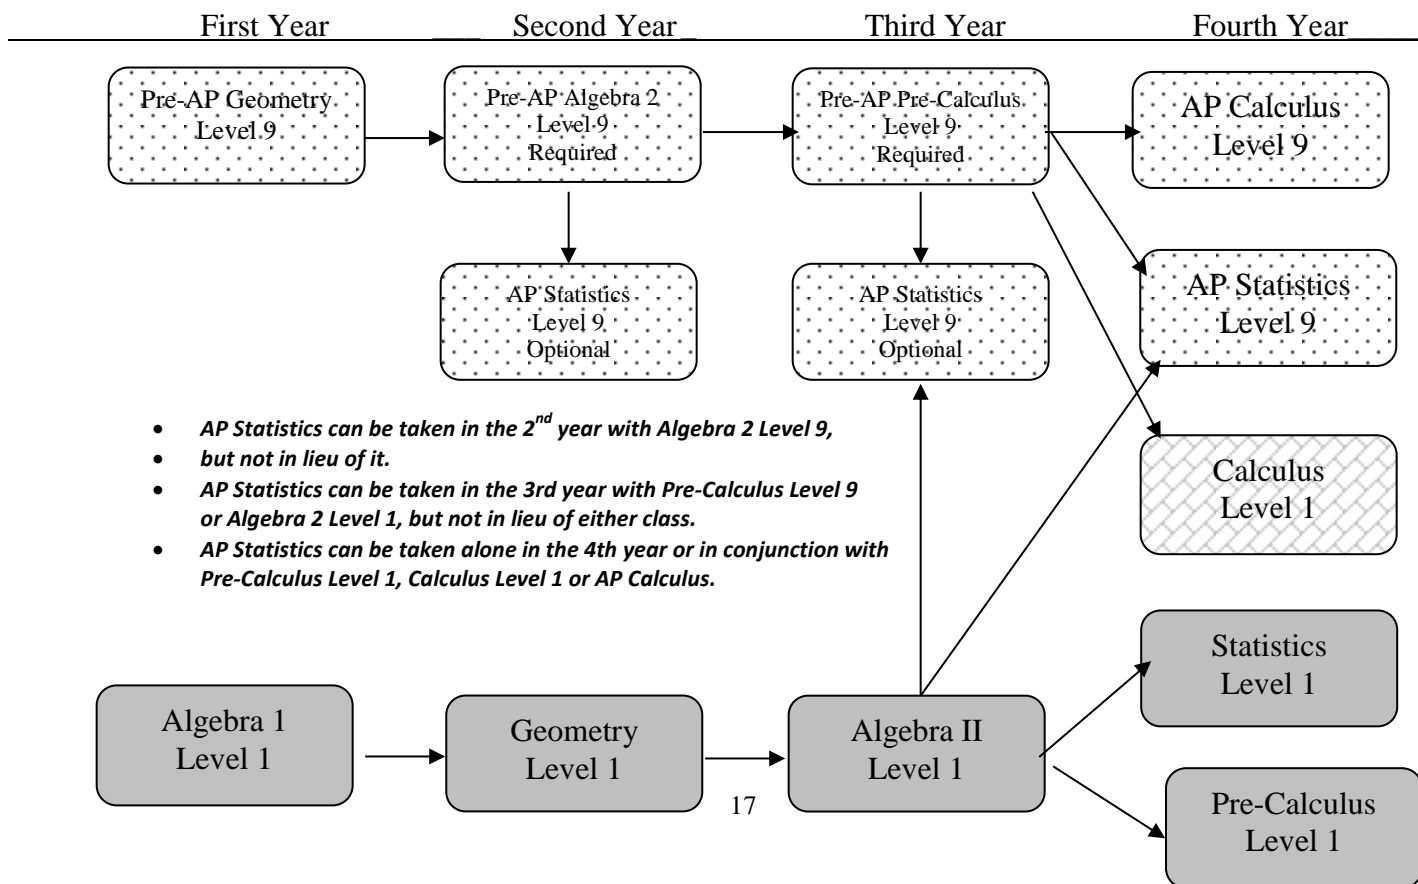 First Year ___ Second Year_ Third Year Fourth Year____
Pre-AP Geometry
Level 9
Pre-AP Algebra 2
Level 9
Required
Pre-AP Pre-Calculus
Level 9
Required
AP Calculus
Level 9
AP Statistics
Level 9
Optional
AP Statistics
Level 9
Optional
AP Statistics
Level 9
• AP Statistics can be taken in the 2nd year with Algebra 2 Level 9,
• but not in lieu of it.
• AP Statistics can be taken in the 3rd year with Pre-Calculus Level 9
or Algebra 2 Level 1, but not in lieu of either class.
• AP Statistics can be taken alone in the 4th year or in conjunction with
Pre-Calculus Level 1, Calculus Level 1 or AP Calculus.
Calculus
Level 1
Statistics
Level 1
Algebra 1
Level 1
Geometry
Level 1
Algebra II
Level 1
Pre-Calculus
Level 1
17